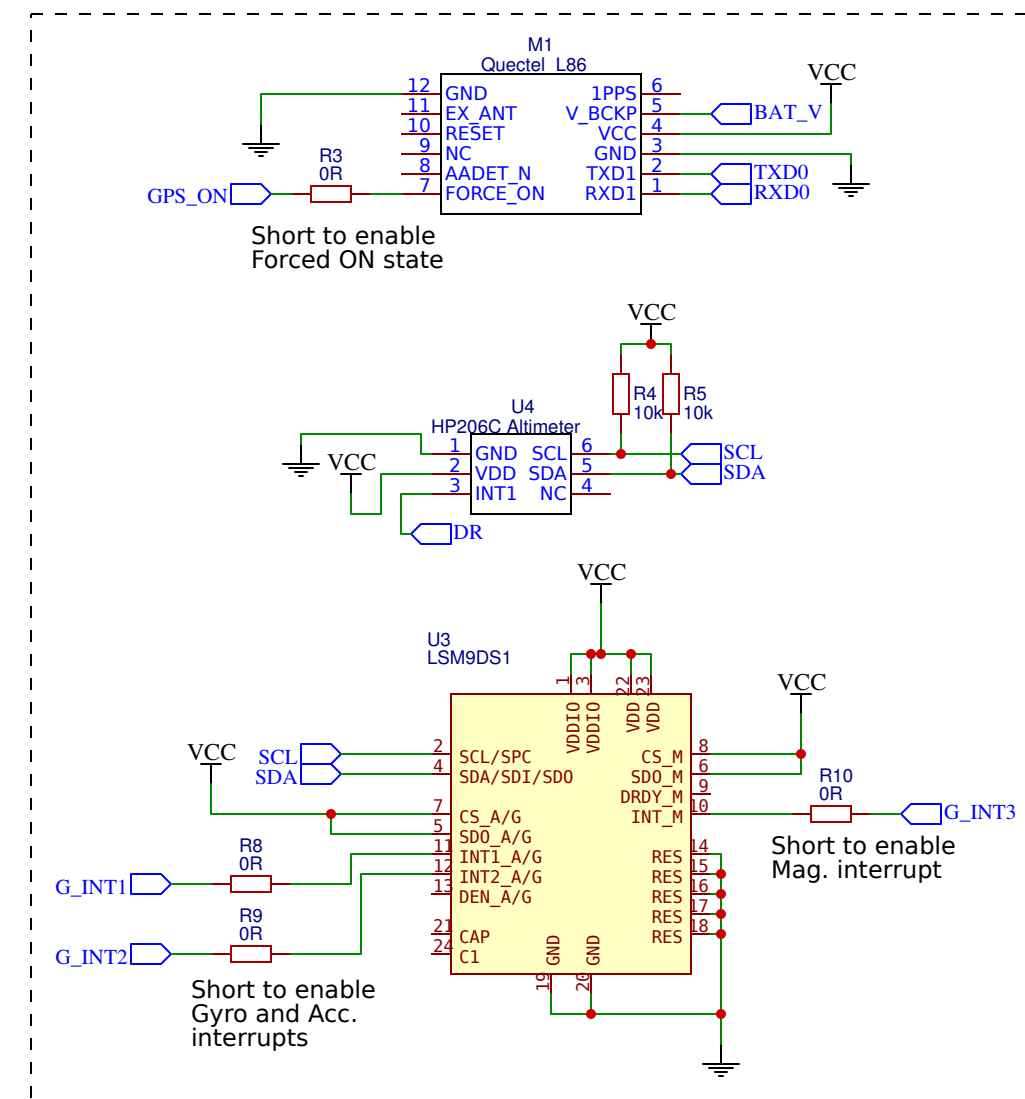 M1
Quectel L86
VCC
12 GND 1PPS 6
11 EX_ANT V_BCKP 5 BAT_V
10 RESET VCC 4
9 NC GND 3
8 AADET_N TXD1 2 TXD0
7 FORCE_ON RXD1 1 RXD0
R3
0R
GPS_ON
Short to enable
Forced ON state
VCC
R4 R5
10k 10k
U4
HP206C Altimeter
1 GND SCL 6 SCL
VCC 2 VDD SDA 5 SDA
3 INT1 NC 4
DR
VCC
U3
LSM9DS1
1 3 22 23
VDDIO VDDIO VDD VDD
VCC
VCC
SCL 2 SCL/SPC
SDA 4 SDA/SDI/SDO
7 CS_A/G
5 SDO_A/G
11 INT1_A/G
12 INT2_A/G
13 DEN_A/G
21 CAP
24 C1
CS_M 8
SDO_M 6
DRDY_M 9
INT_M 10
RES 14
RES 15
RES 16
RES 17
RES 18
GND GND
19 20
R10
0R
G_INT3
Short to enable
Mag. interrupt
R8
0R
G_INT1
R9
0R
G_INT2
Short to enable
Gyro and Acc.
interrupts